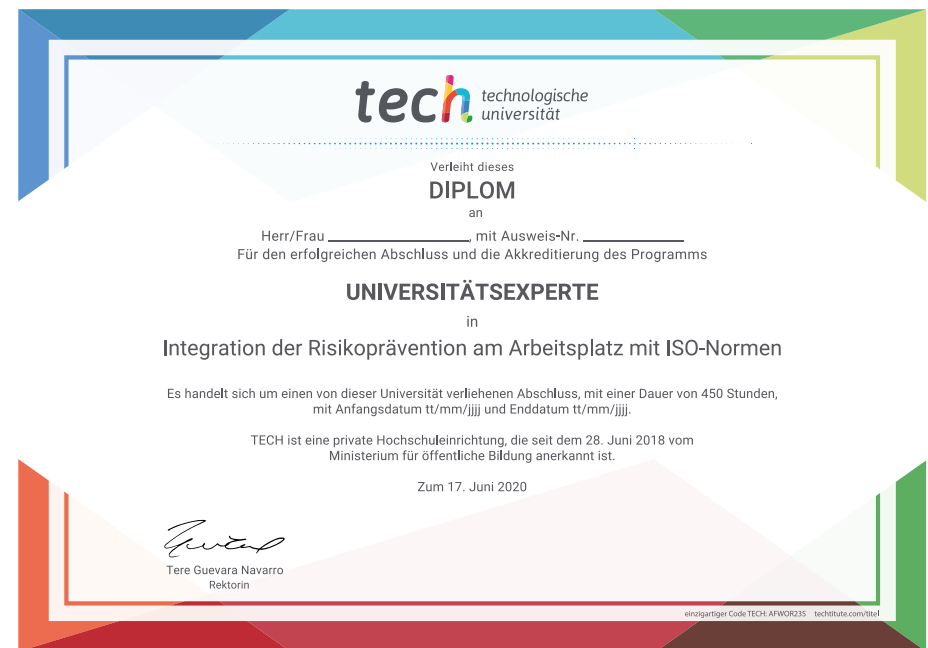 tech technologische
universität
Verleiht dieses
DIPLOM
an
Herr/Frau ____________________, mit Ausweis-Nr. ______________
Für den erfolgreichen Abschluss und die Akkreditierung des Programms
UNIVERSITÄTSEXPERTE
in
Integration der Risikoprävention am Arbeitsplatz mit ISO-Normen
Es handelt sich um einen von dieser Universität verliehenen Abschluss, mit einer Dauer von 450 Stunden,
mit Anfangsdatum tt/mm/jjjj und Enddatum tt/mm/jjjj.
TECH ist eine private Hochschuleinrichtung, die seit dem 28. Juni 2018 vom
Ministerium für öffentliche Bildung anerkannt ist.
Zum 17. Juni 2020
Tere Guevara Navarro
Rektorin
einzigartiger Code TECH: AFWOR235 techtitute.com/titel